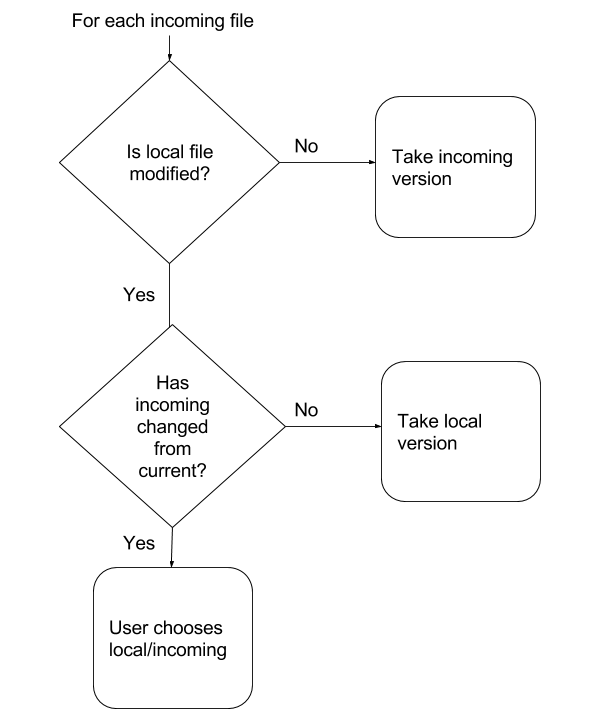 For each incoming file
Is local file
modified?
No
Take incoming
version
Yes
Has
incoming
changed
from
current?
No
Take local
version
Yes
User chooses
local/incoming